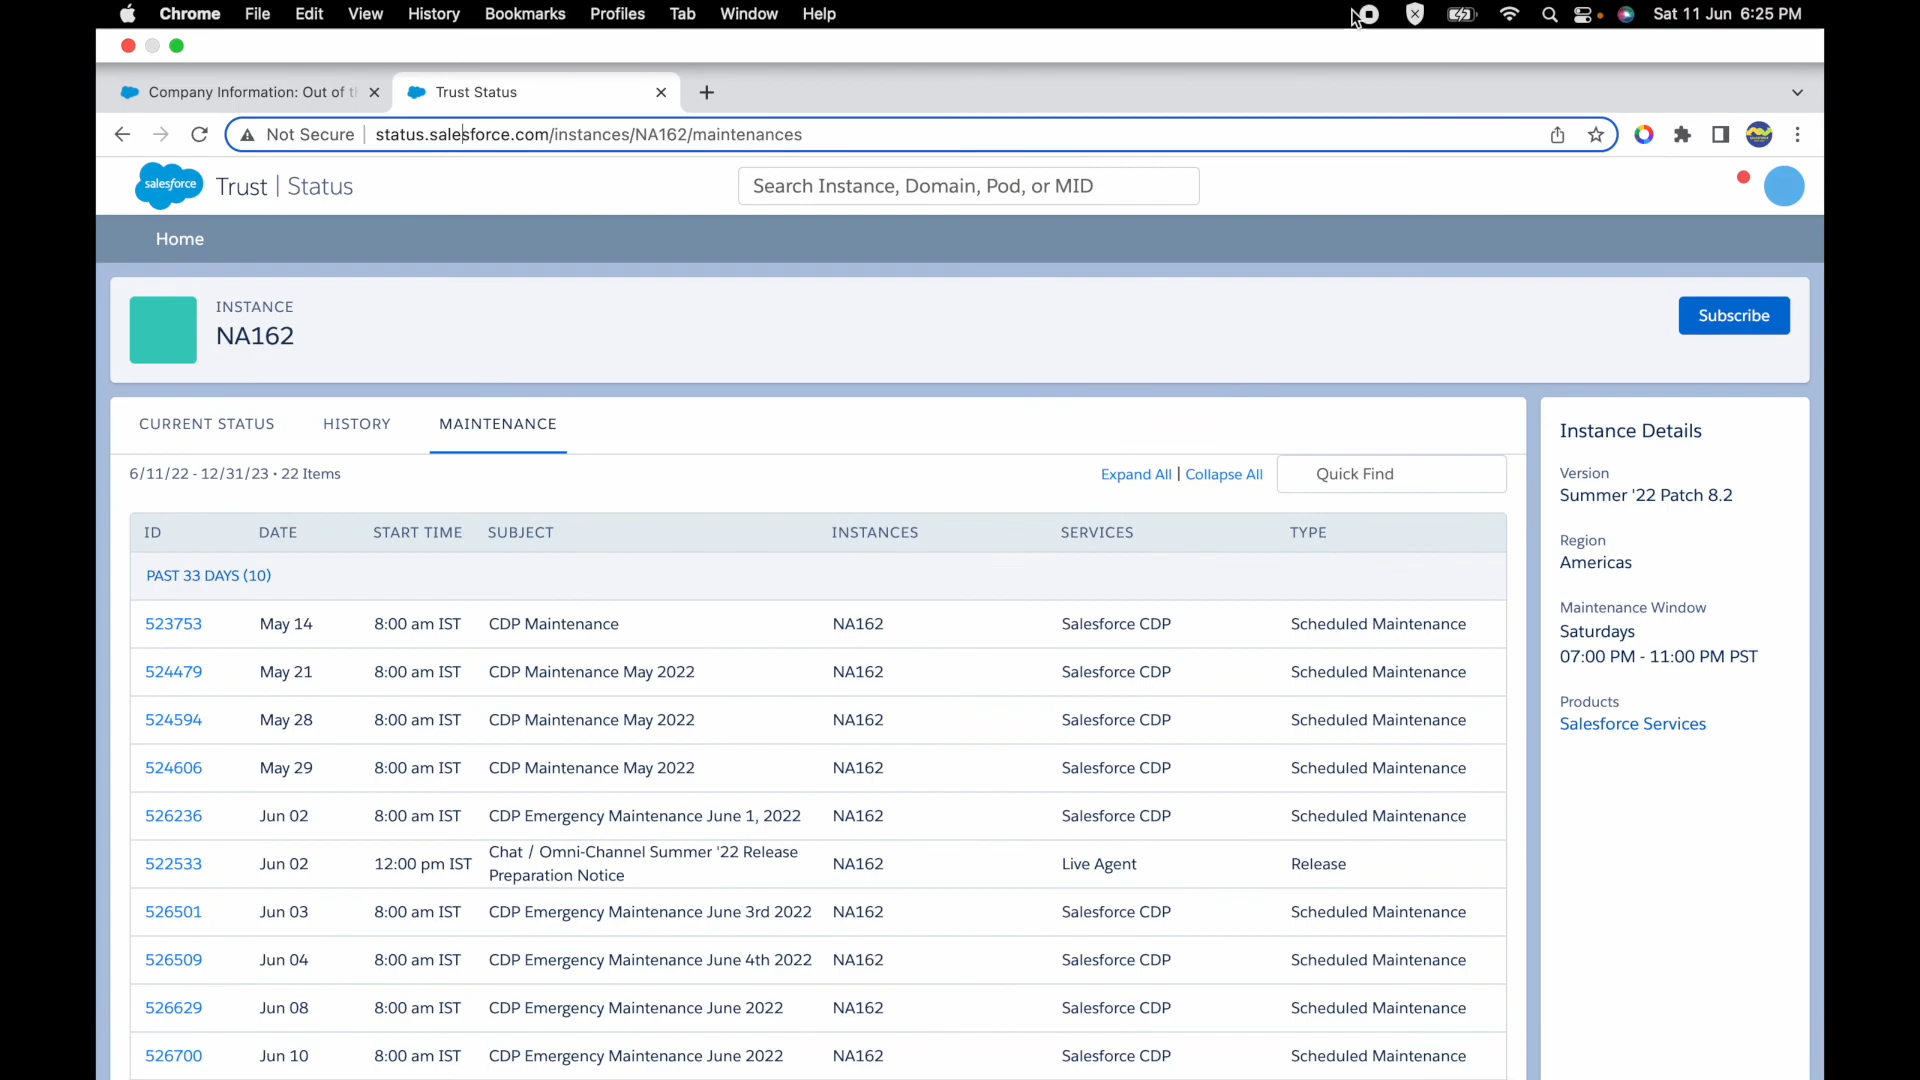 Chrome File Edit View History Bookmarks Profiles Tab Window Help Sat 11 Jun 6:25 PM
Company Information: Out of th
Trust Status
Not Secure status.salesforce.com/instances/NA162/maintenances
salesforce Trust | Status
Search Instance, Domain, Pod, or MID
Home
INSTANCE
NA162
Subscribe
CURRENT STATUS HISTORY MAINTENANCE
6/11/22 - 12/31/23 • 22 Items Expand All | Collapse All Quick Find
ID DATE START TIME SUBJECT INSTANCES SERVICES TYPE
PAST 33 DAYS (10)
523753 May 14 8:00 am IST CDP Maintenance NA162 Salesforce CDP Scheduled Maintenance
524479 May 21 8:00 am IST CDP Maintenance May 2022 NA162 Salesforce CDP Scheduled Maintenance
524594 May 28 8:00 am IST CDP Maintenance May 2022 NA162 Salesforce CDP Scheduled Maintenance
524606 May 29 8:00 am IST CDP Maintenance May 2022 NA162 Salesforce CDP Scheduled Maintenance
526236 Jun 02 8:00 am IST CDP Emergency Maintenance June 1, 2022 NA162 Salesforce CDP Scheduled Maintenance
522533 Jun 02 12:00 pm IST Chat / Omni-Channel Summer '22 Release
Preparation Notice NA162 Live Agent Release
526501 Jun 03 8:00 am IST CDP Emergency Maintenance June 3rd 2022 NA162 Salesforce CDP Scheduled Maintenance
526509 Jun 04 8:00 am IST CDP Emergency Maintenance June 4th 2022 NA162 Salesforce CDP Scheduled Maintenance
526629 Jun 08 8:00 am IST CDP Emergency Maintenance June 2022 NA162 Salesforce CDP Scheduled Maintenance
526700 Jun 10 8:00 am IST CDP Emergency Maintenance June 2022 NA162 Salesforce CDP Scheduled Maintenance
Instance Details
Version
Summer '22 Patch 8.2
Region
Americas
Maintenance Window
Saturdays
07:00 PM - 11:00 PM PST
Products
Salesforce Services